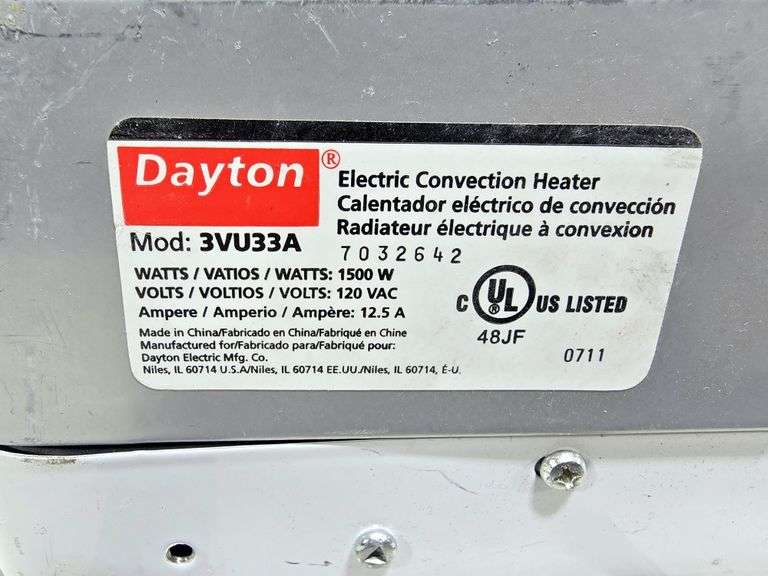 Dayton®
Electric Convection Heater
Calentador eléctrico de convección
Radiateur électrique à convexion
Mod: 3VU33A
7032642
WATTS / VATIOS / WATTS: 1500 W
VOLTS / VOLTIOS / VOLTS: 120 VAC
Ampere / Amperio / Ampère: 12.5 A
C UL® US LISTED
48JF
0711
Made in China/Fabricado en China/Fabriqué en Chine
Manufactured for/Fabricado para/Fabriqué pour:
Dayton Electric Mfg. Co.
Niles, IL 60714 U.S.A/Niles, IL 60714 EE.UU./Niles, IL 60714, É-U.